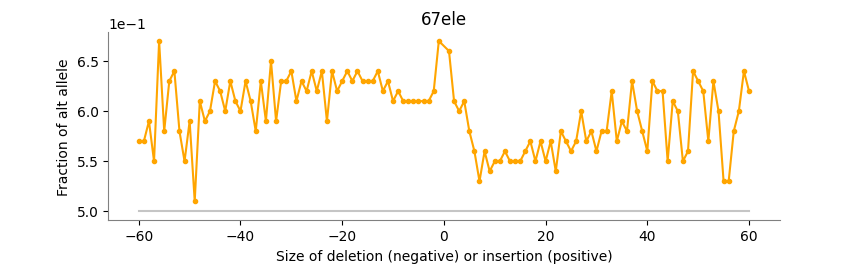 67ele
1e−1
Fraction of alt allele
6.5
6.0
5.5
5.0
−60 −40 −20 0 20 40 60
Size of deletion (negative) or insertion (positive)